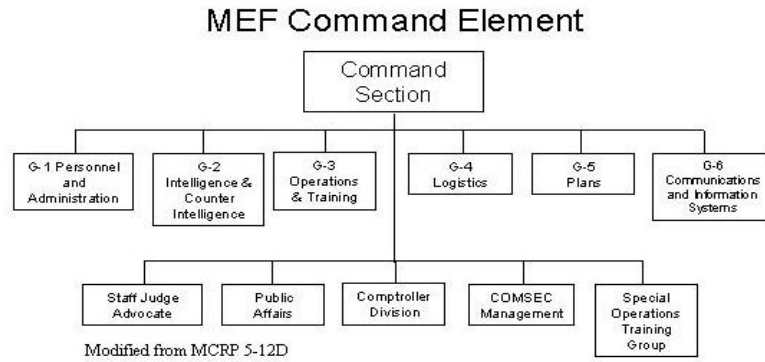 MEF Command Element
Command
Section
G-1 Personnel
and
Administration
G-2
Intelligence &
Counter
Intelligence
G-3
Operations
& Training
G-4
Logistics
G-5
Plans
G-6
Communications
and Information
Systems
Staff Judge
Advocate
Public
Affairs
Comptroller
Division
COMSEC
Management
Special
Operations
Training
Group
Modified from MCRP 5-12D